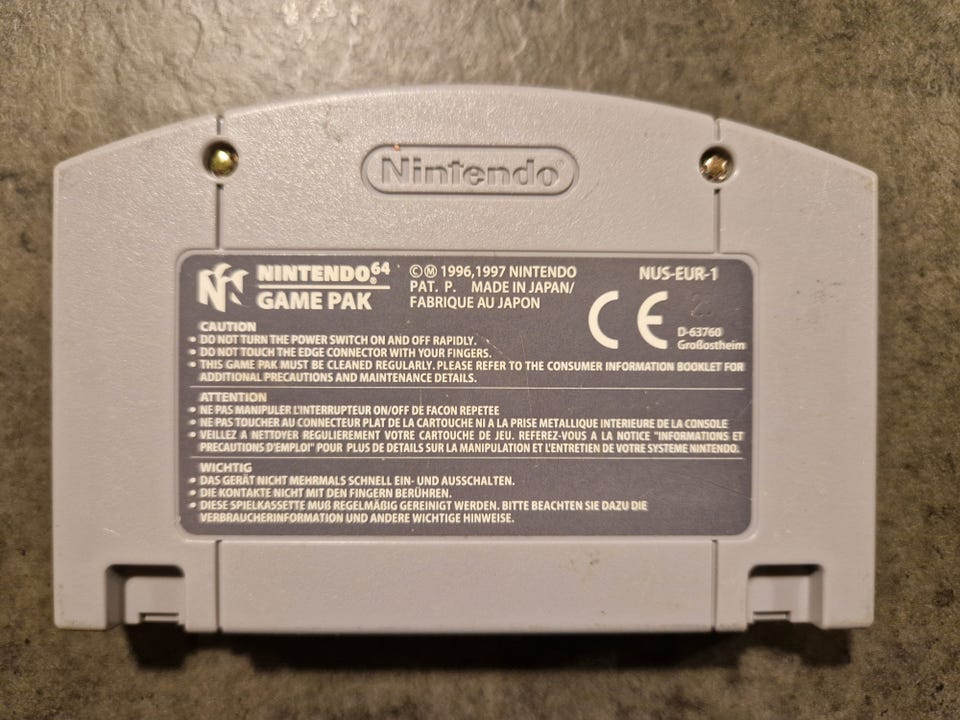 Nintendo®
NINTENDO®64
GAME PAK
©Ⓜ 1996,1997 NINTENDO
PAT. P. MADE IN JAPAN/
FABRIQUE AU JAPON
NUS-EUR-1
CE
D-63760
Großostheim
CAUTION
• DO NOT TURN THE POWER SWITCH ON AND OFF RAPIDLY.
• DO NOT TOUCH THE EDGE CONNECTOR WITH YOUR FINGERS.
• THIS GAME PAK MUST BE CLEANED REGULARLY. PLEASE REFER TO THE CONSUMER INFORMATION BOOKLET FOR
ADDITIONAL PRECAUTIONS AND MAINTENANCE DETAILS.
ATTENTION
• NE PAS MANIPULER L'INTERRUPTEUR ON/OFF DE FACON REPETEE
• NE PAS TOUCHER AU CONNECTEUR PLAT DE LA CARTOUCHE NI A LA PRISE METALLIQUE INTERIEURE DE LA CONSOLE
• VEILLEZ A NETTOYER REGULIEREMENT VOTRE CARTOUCHE DE JEU. REFEREZ-VOUS A LA NOTICE "INFORMATIONS ET
PRECAUTIONS D'EMPLOI" POUR PLUS DE DETAILS SUR LA MANIPULATION ET L'ENTRETIEN DE VOTRE SYSTEME NINTENDO.
WICHTIG
• DAS GERÄT NICHT MEHRMALS SCHNELL EIN- UND AUSSCHALTEN.
• DIE KONTAKTE NICHT MIT DEN FINGERN BERÜHREN.
• DIESE SPIELKASSETTE MUß REGELMÄßIG GEREINIGT WERDEN. BITTE BEACHTEN SIE DAZU DIE
VERBRAUCHERINFORMATION UND ANDERE WICHTIGE HINWEISE.